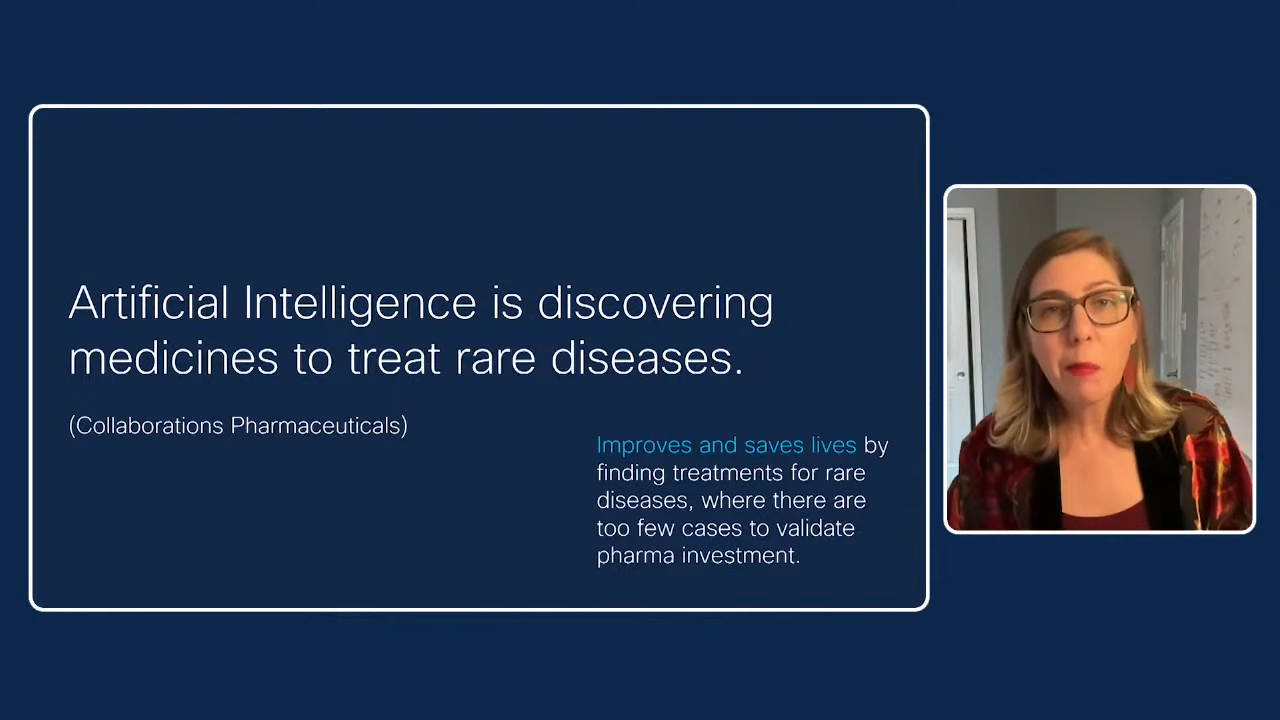 Artificial Intelligence is discovering
medicines to treat rare diseases.
(Collaborations Pharmaceuticals)
Improves and saves lives by
finding treatments for rare
diseases, where there are
too few cases to validate
pharma investment.